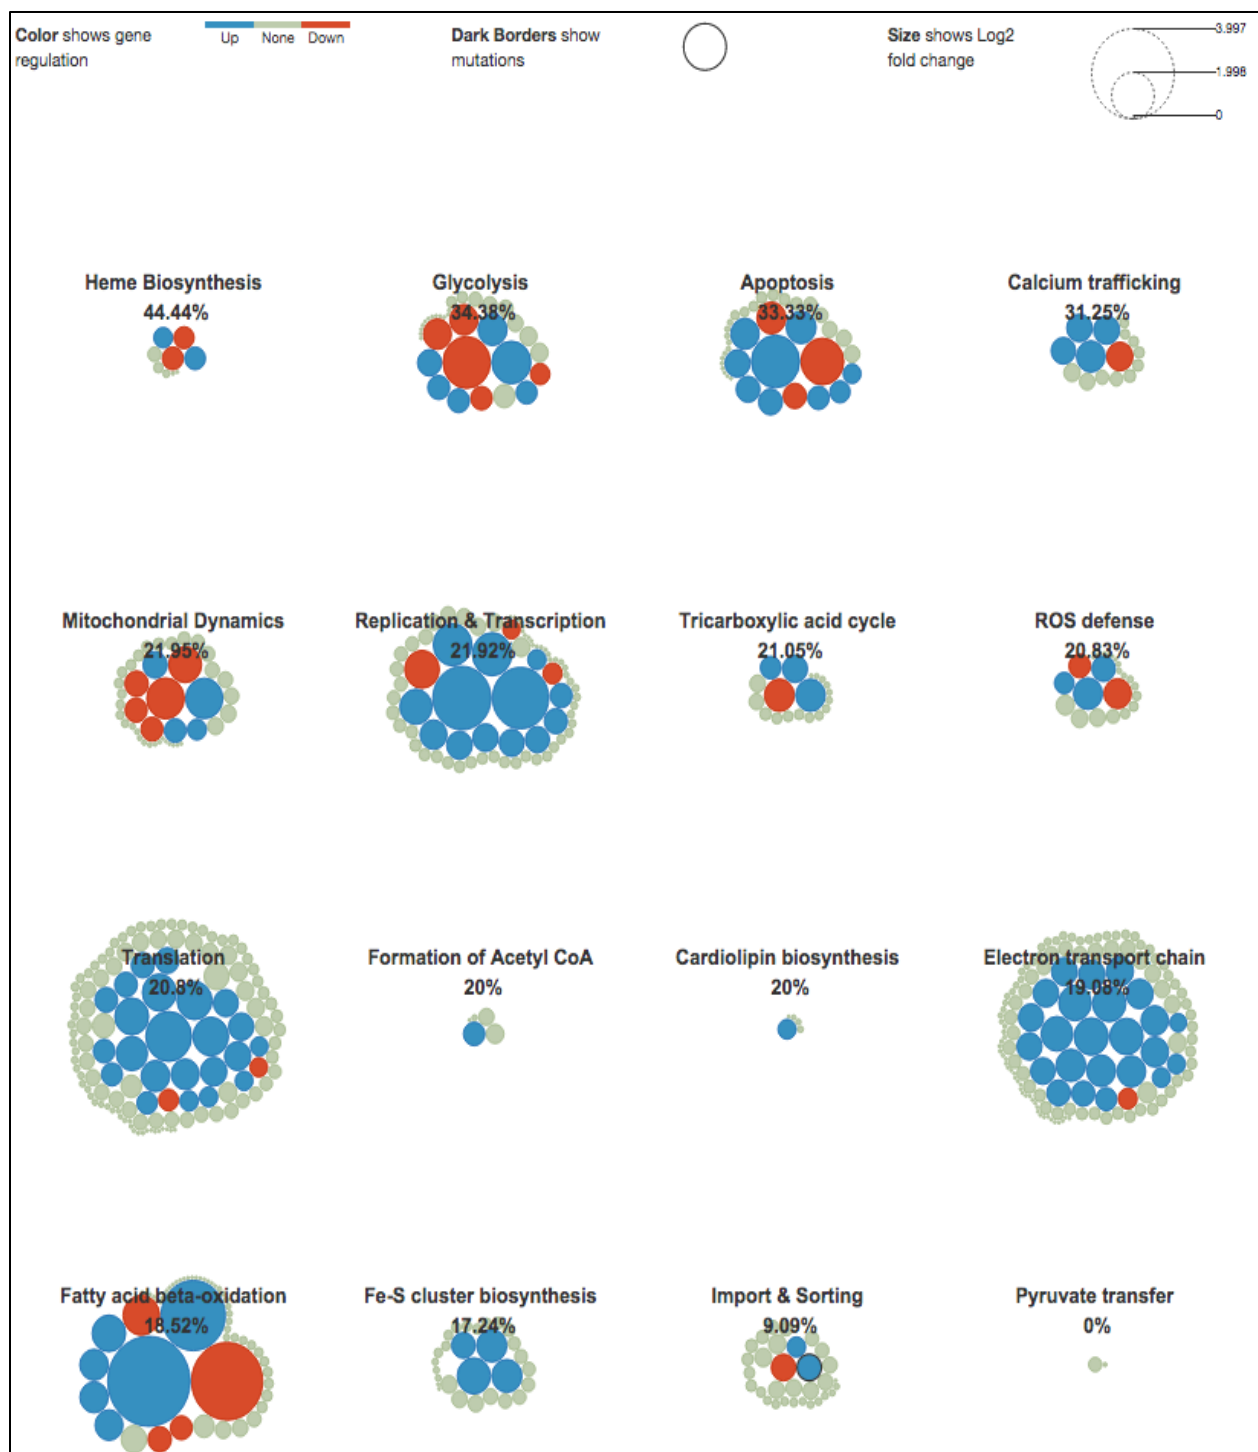 Color shows gene regulation
Up None Down
Dark Borders show mutations
Size shows Log2 fold change
3.997
1.998
0
Heme Biosynthesis
44.44%
Glycolysis
34.38%
Apoptosis
33.33%
Calcium trafficking
31.25%
Mitochondrial Dynamics
21.95%
Replication & Transcription
21.92%
Tricarboxylic acid cycle
21.05%
ROS defense
20.83%
Translation
20.8%
Formation of Acetyl CoA
20%
Cardiolipin biosynthesis
20%
Electron transport chain
19.08%
Fatty acid beta-oxidation
18.52%
Fe-S cluster biosynthesis
17.24%
Import & Sorting
9.09%
Pyruvate transfer
0%